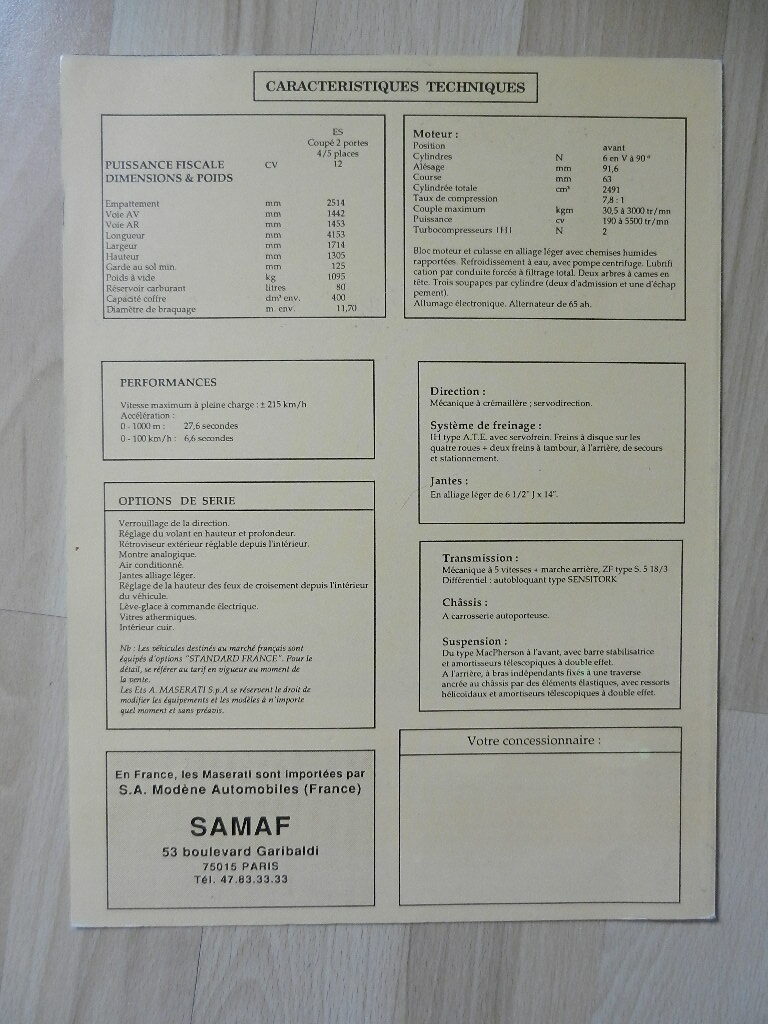 CARACTERISTIQUES TECHNIQUES
ES
Coupé 2 portes
4/5 places
PUISSANCE FISCALE CV 12
DIMENSIONS & POIDS
Empattement mm 2514
Voie AV mm 1442
Voie AR mm 1453
Longueur mm 4153
Largeur mm 1714
Hauteur mm 1305
Garde au sol min. mm 125
Poids à vide kg 1095
Réservoir carburant litres 80
Capacité coffre dm³ env. 400
Diamètre de braquage m. env. 11,70
Moteur :
Position avant
Cylindres N 6 en V à 90 º
Alésage mm 91,6
Course mm 63
Cylindrée totale cm³ 2491
Taux de compression 7,8 : 1
Couple maximum kgm 30,5 à 3000 tr/mn
Puissance cv 190 à 5500 tr/mn
Turbocompresseurs IHI N 2
Bloc moteur et culasse en alliage léger avec chemises humides
rapportées. Refroidissement à eau, avec pompe centrifuge. Lubrifi
cation par conduite forcée à filtrage total. Deux arbres à cames en
tête. Trois soupapes par cylindre (deux d'admission et une d'échap
pement).
Allumage électronique. Alternateur de 65 ah.
PERFORMANCES
Vitesse maximum à pleine charge : ± 215 km/h
Accélération :
0 - 1000 m : 27,6 secondes
0 - 100 km/h : 6,6 secondes
Direction :
Mécanique à crémaillère ; servodirection.
Système de freinage :
IH type A.T.E. avec servofrein. Freins à disque sur les
quatre roues + deux freins à tambour, à l'arrière, de secours
et stationnement.
Jantes :
En alliage léger de 6 1/2" J x 14".
OPTIONS DE SERIE
Verrouillage de la direction.
Réglage du volant en hauteur et profondeur.
Rétroviseur extérieur réglable depuis l'intérieur.
Montre analogique.
Air conditionné.
Jantes alliage léger.
Réglage de la hauteur des feux de croisement depuis l'intérieur
du véhicule.
Lève-glace à commande électrique.
Vitres athermiques.
Intérieur cuir.
Nb : Les véhicules destinés au marché français sont
équipés d'options "STANDARD FRANCE". Pour le
détail, se référer au tarif en vigueur au moment de
la vente.
Les Ets A. MASERATI S.p.A se réservent le droit de
modifier les équipements et les modèles à n'importe
quel moment et sans préavis.
Transmission :
Mécanique à 5 vitesses + marche arrière, ZF type S. 5 18/3
Différentiel : autobloquant type SENSITORK
Châssis :
A carrosserie autoporteuse.
Suspension :
Du type MacPherson à l'avant, avec barre stabilisatrice
et amortisseurs télescopiques à double effet.
A l'arrière, à bras indépendants fixés à une traverse
ancrée au châssis par des éléments élastiques, avec ressorts
hélicoïdaux et amortisseurs télescopiques à double effet.
En France, les Maserati sont importées par
S.A. Modène Automobiles (France)
SAMAF
53 boulevard Garibaldi
75015 PARIS
Tél. 47.83.33.33
Votre concessionnaire :